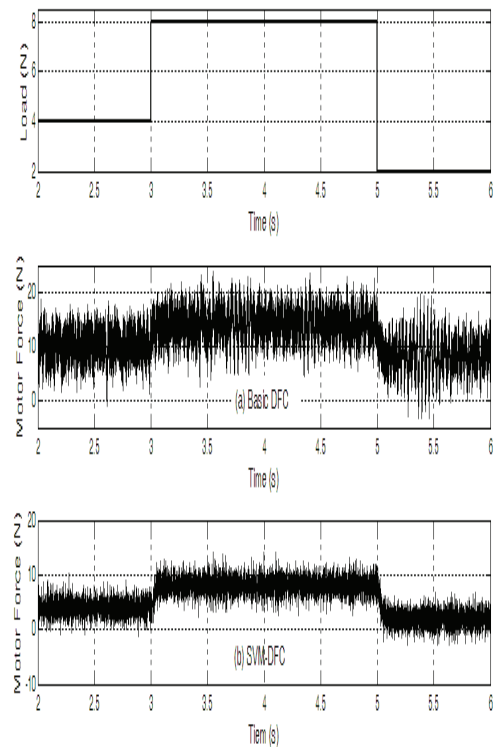 Load (N)
8
6
4
2
2 2.5 3 3.5 4 4.5 5 5.5 6
Time (s)
Motor Force (N)
20
10
0
(a) Basic DFC
2 2.5 3 3.5 4 4.5 5 5.5 6
Time (s)
Motor Force (N)
20
10
0
-10
(b) SVM-DFC
2 2.5 3 3.5 4 4.5 5 5.5 6
Tiem (s)